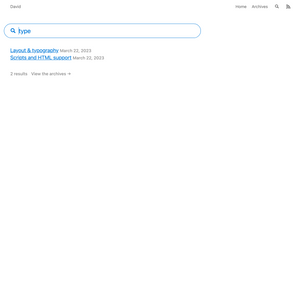 David
Home Archives
type
Layout & typography March 22, 2023
Scripts and HTML support March 22, 2023
2 results View the archives →